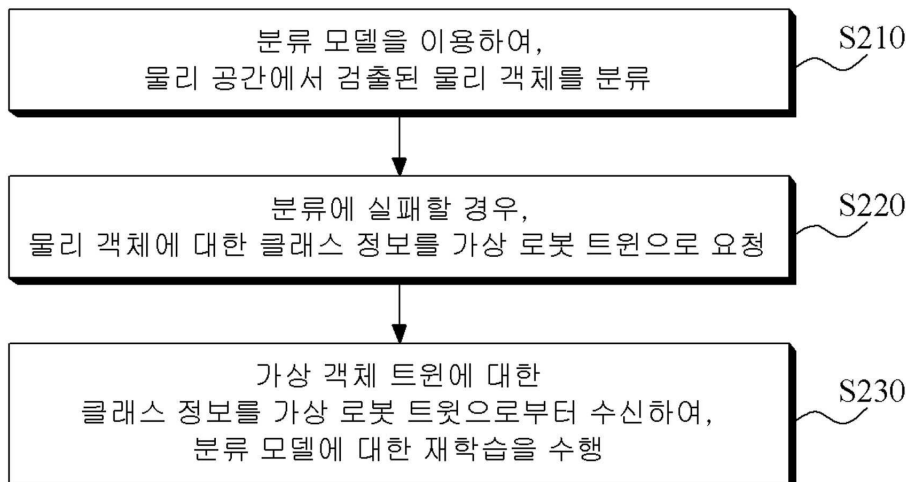 분류 모델을 이용하여,
물리 공간에서 검출된 물리 객체를 분류
S210
분류에 실패할 경우,
물리 객체에 대한 클래스 정보를 가상 로봇 트윈으로 요청
S220
가상 객체 트윈에 대한
클래스 정보를 가상 로봇 트윗으로부터 수신하여,
분류 모델에 대한 재학습을 수행
S230